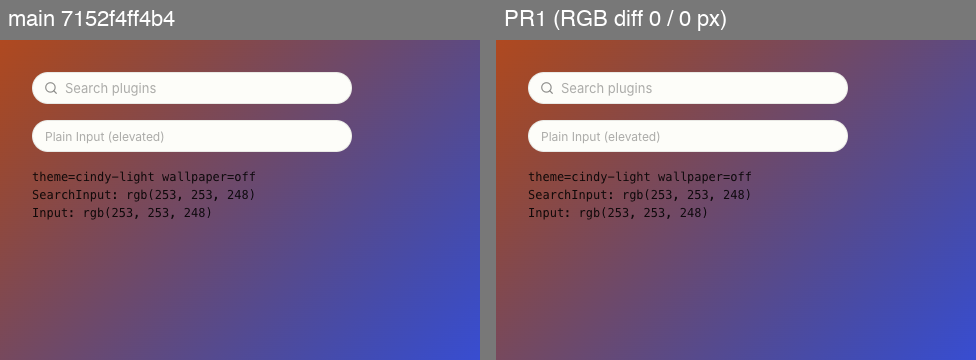 main 7152f4ff4b4
Search plugins
Plain Input (elevated)
theme=cindy-light wallpaper=off
SearchInput: rgb(253, 253, 248)
Input: rgb(253, 253, 248)
PR1 (RGB diff 0 / 0 px)
Search plugins
Plain Input (elevated)
theme=cindy-light wallpaper=off
SearchInput: rgb(253, 253, 248)
Input: rgb(253, 253, 248)